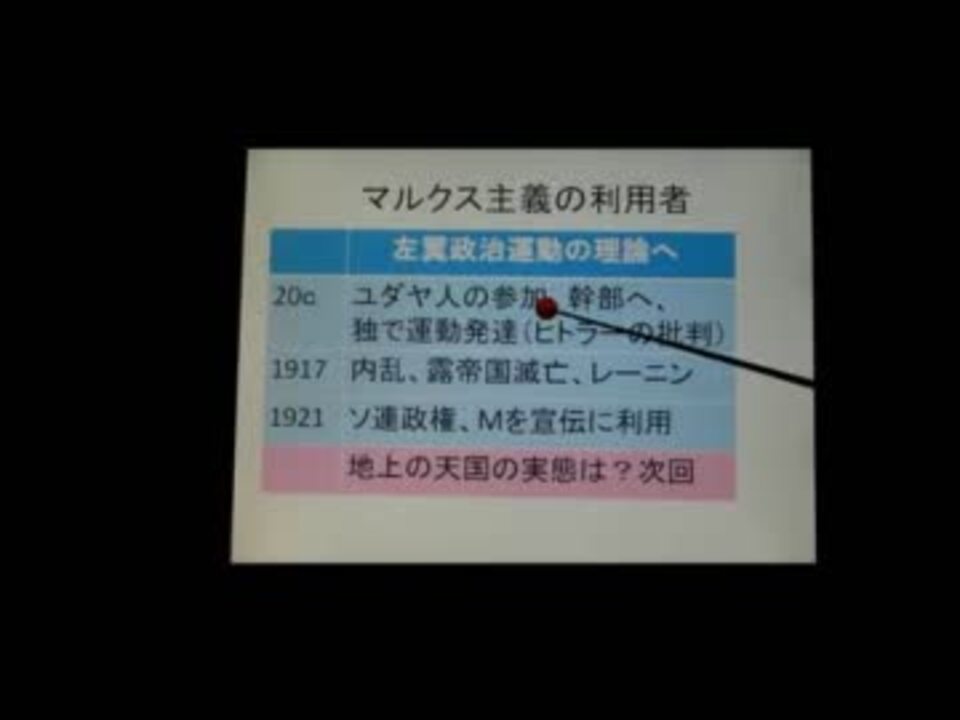 マルクス主義の利用者
左翼政治運動の理論へ
20c ユダヤ人の参加、幹部へ、
独で運動発達(ヒトラーの批判)
1917 内乱、露帝国滅亡、レーニン
1921 ソ連政権、Mを宣伝に利用
地上の天国の実態は?次回